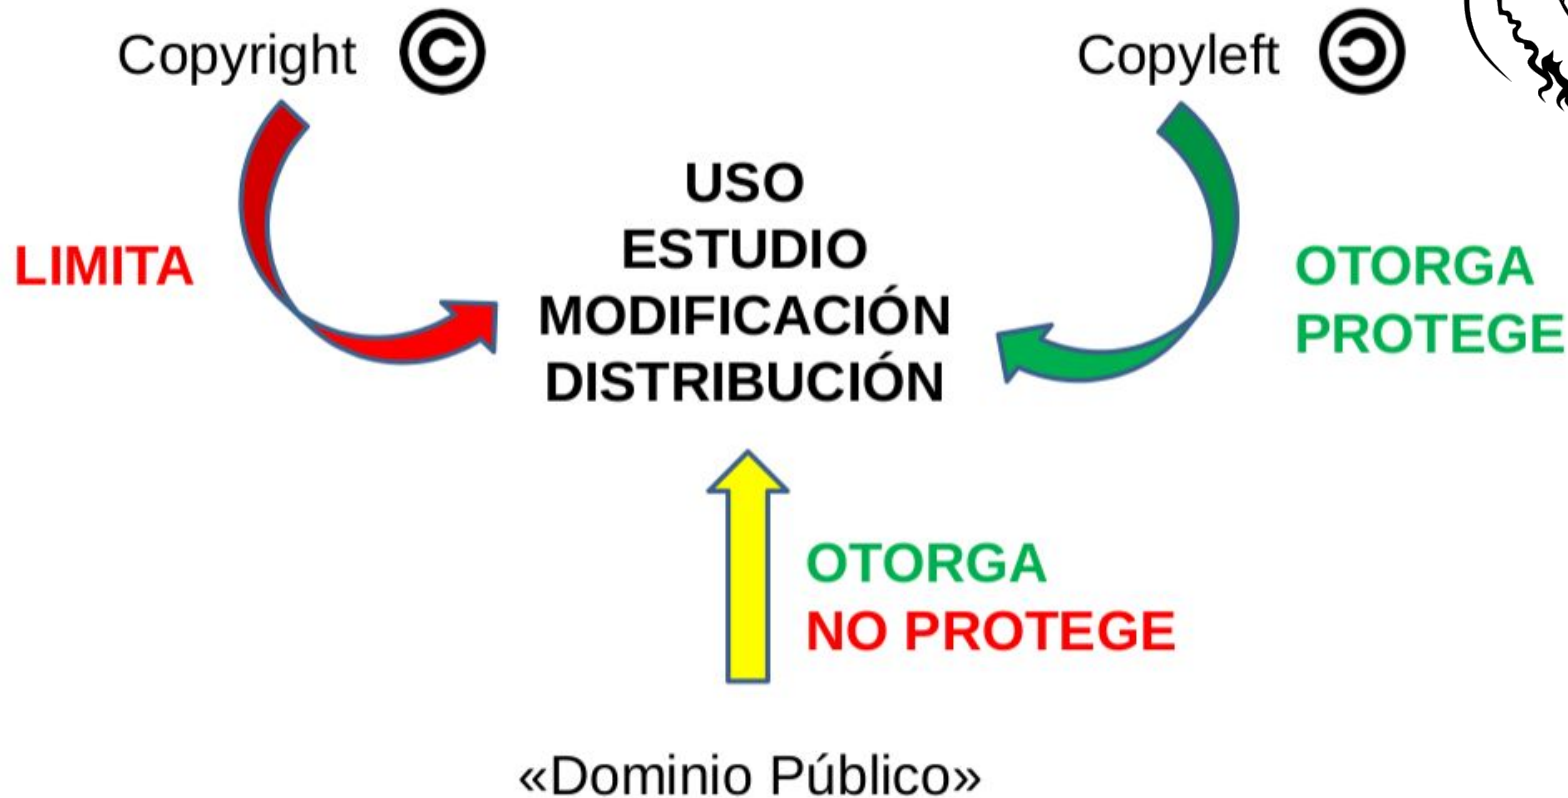 Copyright ©
Copyleft 🄯
USO
ESTUDIO
MODIFICACIÓN
DISTRIBUCIÓN
LIMITA
OTORGA
PROTEGE
OTORGA
NO PROTEGE
«Dominio Público»